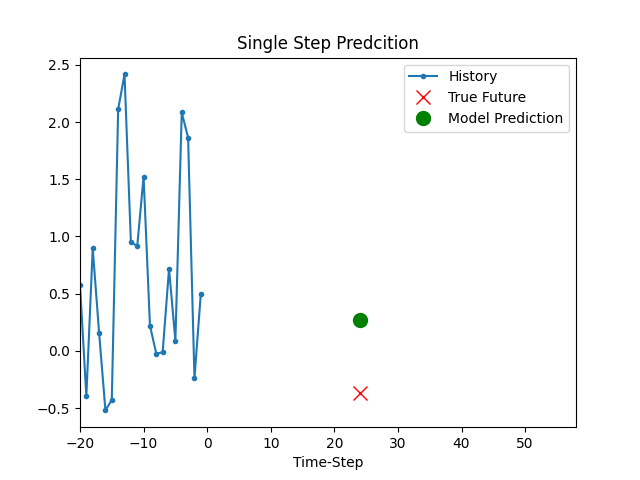 Single Step Predcition
History
True Future
Model Prediction
2.5
2.0
1.5
1.0
0.5
0.0
−0.5
−20 −10 0 10 20 30 40 50
Time-Step